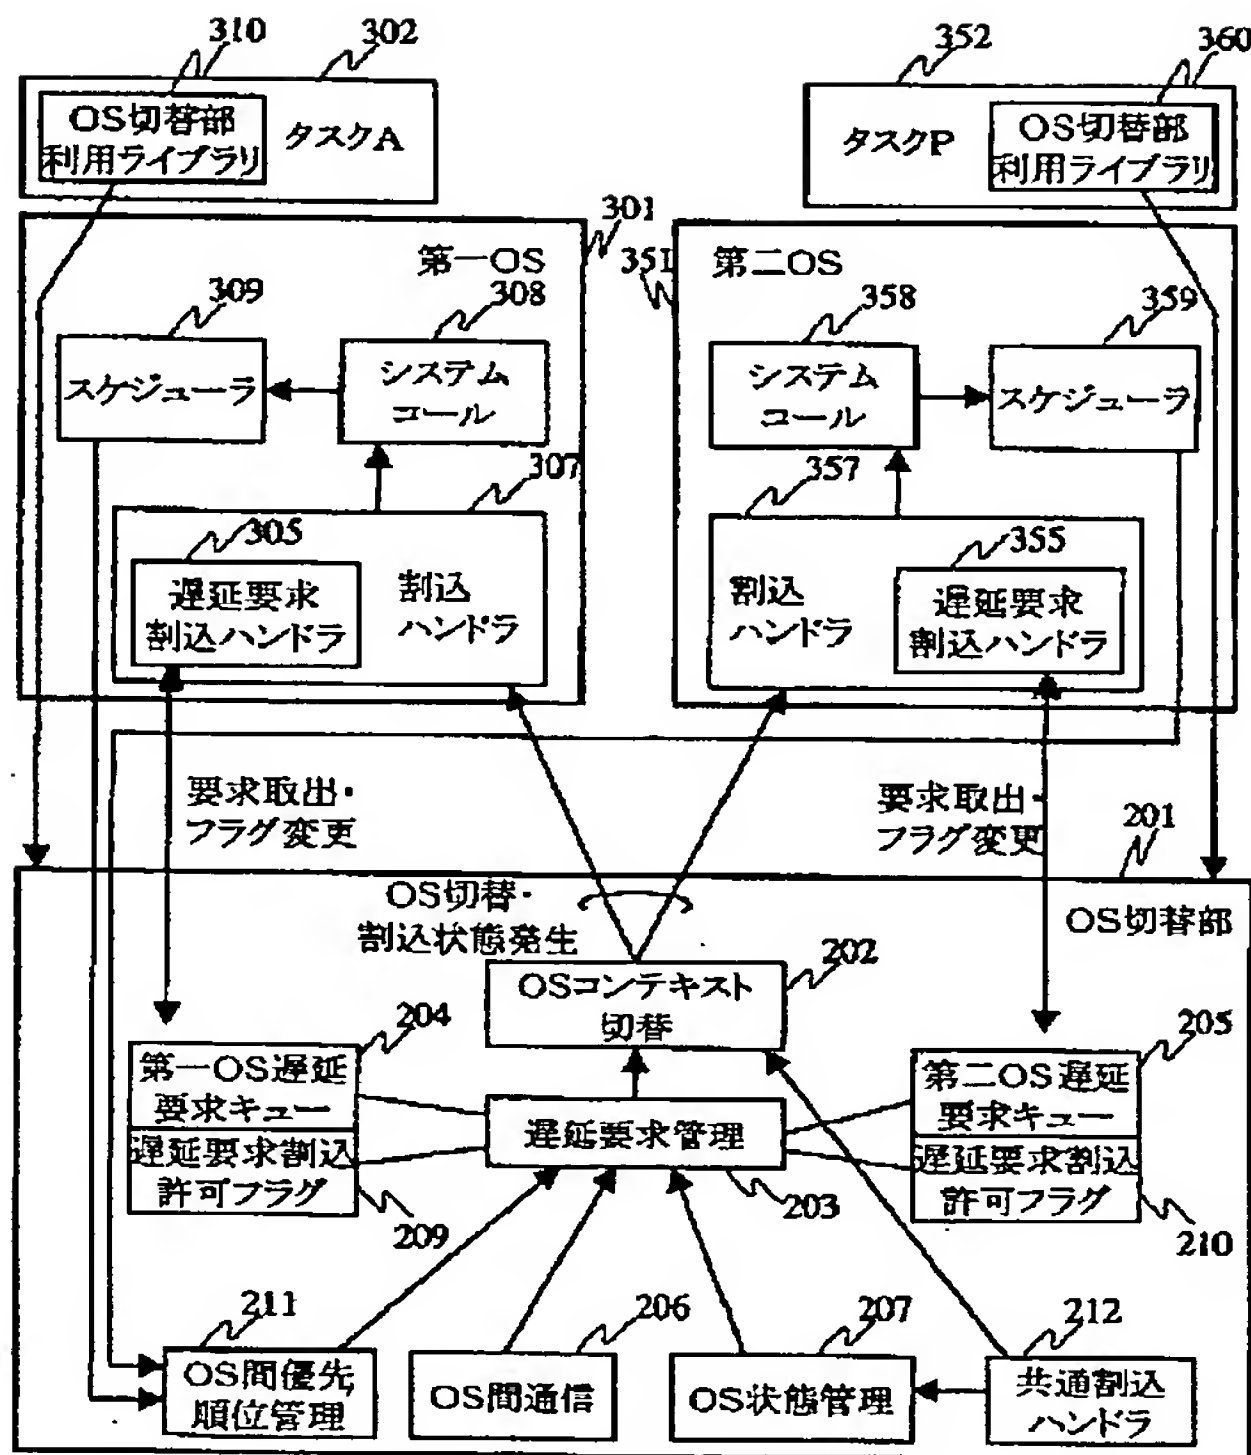 310
302
352
360
OS切替部
利用ライブラリ
タスクA
タスクP
OS切替部
利用ライブラリ
301
351
第一OS
第二OS
309
308
358
359
スケジューラ
システム
コール
システム
コール
スケジューラ
307
357
305
355
遅延要求
割込ハンドラ
割込
ハンドラ
割込
ハンドラ
遅延要求
割込ハンドラ
要求取出・
フラグ変更
要求取出・
フラグ変更
201
OS切替・
割込状態発生
OS切替部
202
OSコンテキスト
切替
204
205
第一OS遅延
要求キュー
第二OS遅延
要求キュー
遅延要求管理
遅延要求割込
許可フラグ
遅延要求割込
許可フラグ
203
209
210
211
206
207
212
OS間優先
順位管理
OS間通信
OS状態管理
共通割込
ハンドラ